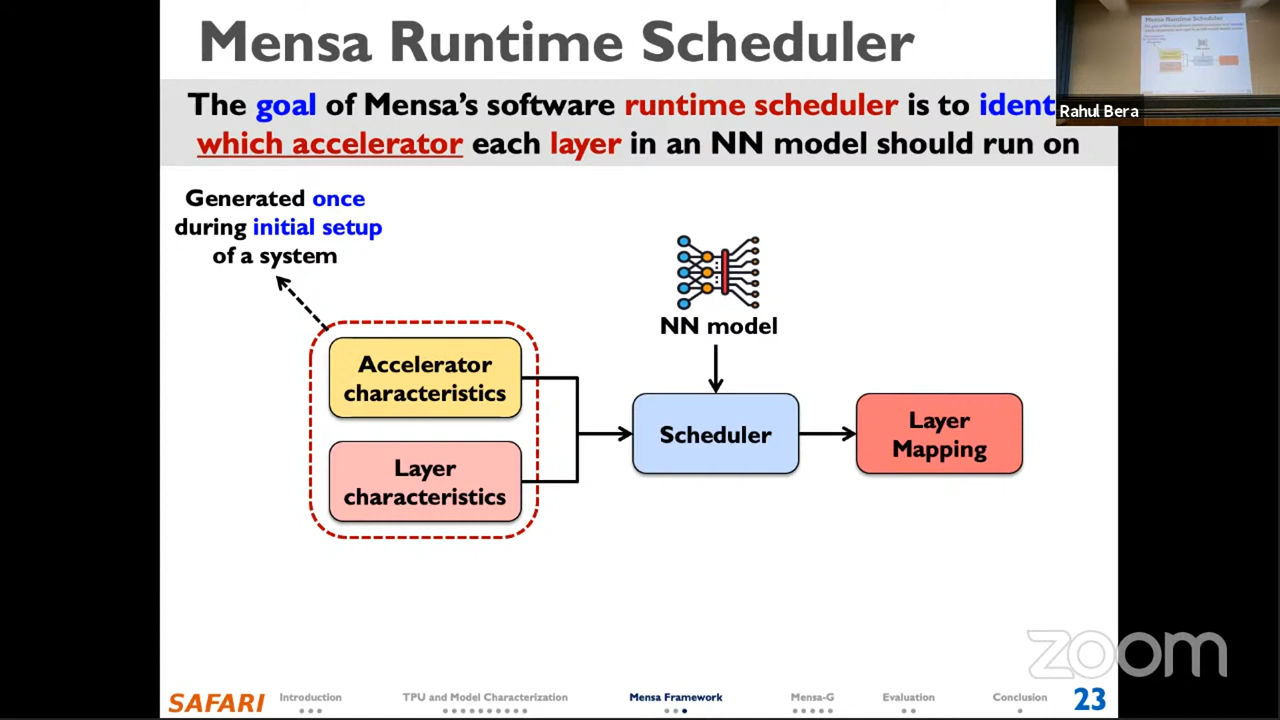 Mensa Runtime Scheduler
The goal of Mensa's software runtime scheduler is to ident
which accelerator each layer in an NN model should run on
Rahul Bera
Generated once
during initial setup
of a system
NN model
Accelerator
characteristics
Layer
characteristics
Scheduler
Layer
Mapping
zoom
SAFARI
Introduction
TPU and Model Characterization
Mensa Framework
Mensa-G
Evaluation
Conclusion
23